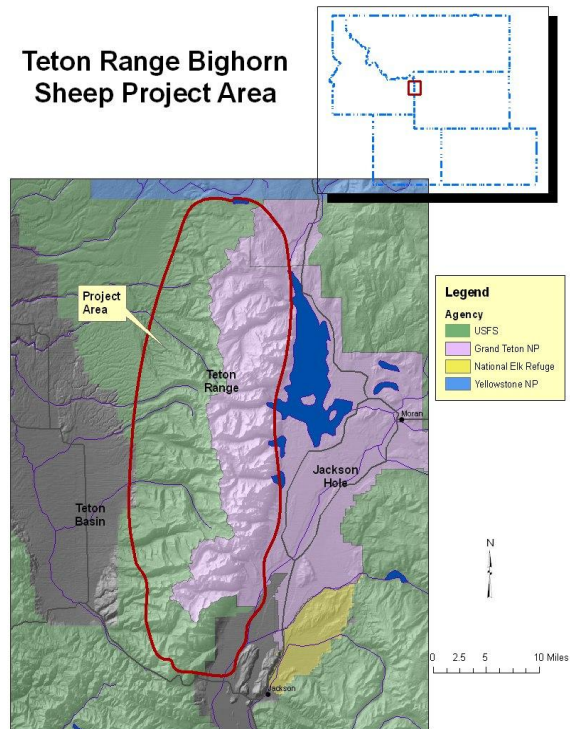 Teton Range Bighorn
Sheep Project Area
Project
Area
Teton
Range
Moran
Jackson
Hole
Teton
Basin
Jackson
Legend
Agency
USFS
Grand Teton NP
National Elk Refuge
Yellowstone NP
N
0 2.5 5 10 Miles